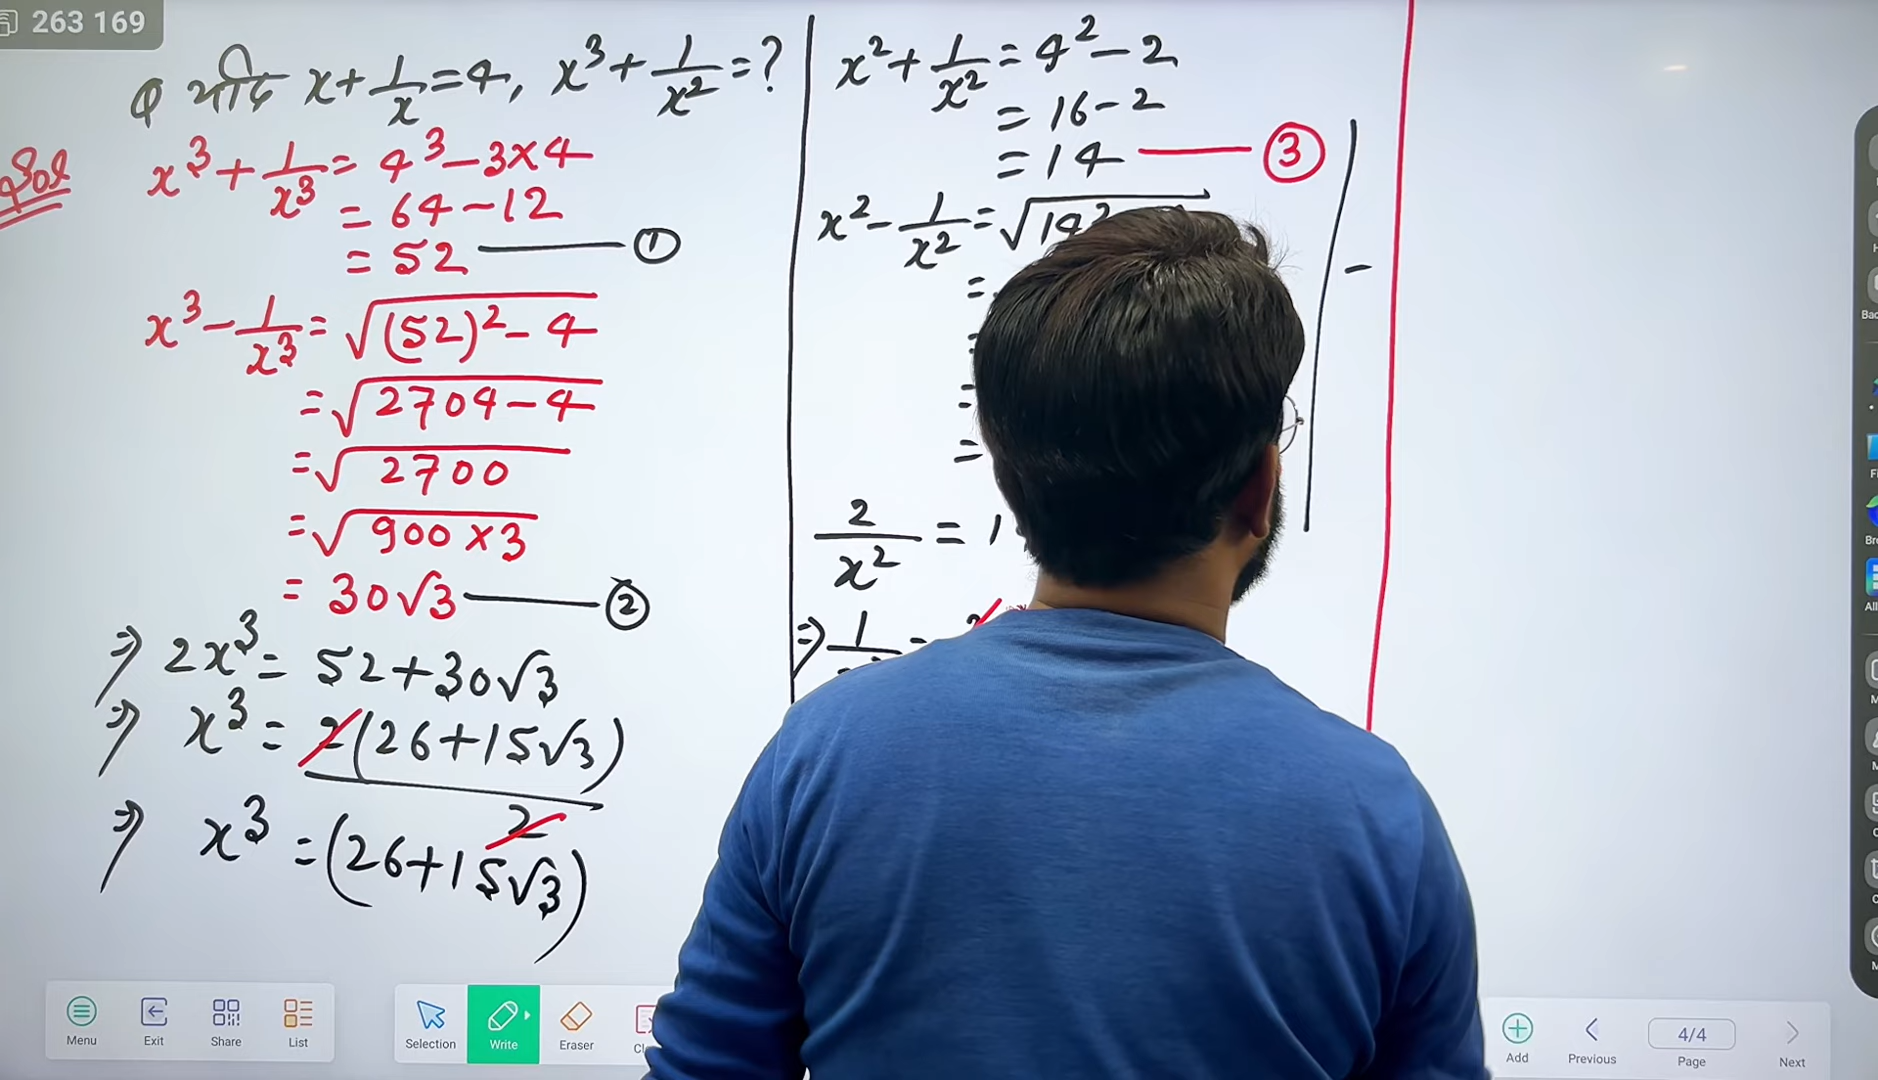 263 169
Q यदि x + 1/x = 4, x³ + 1/x² = ?
Sol
x³ + 1/x³ = 4³ - 3×4
= 64 - 12
= 52 —— ①
x³ - 1/x³ = √((52)² - 4)
= √(2704 - 4)
= √2700
= √(900 × 3)
= 30√3 —— ②
⇒ 2x³ = 52 + 30√3
⇒ x³ = 2(26 + 15√3)/2
⇒ x³ = (26 + 15√3)
x² + 1/x² = 4² - 2
= 16 - 2
= 14 —— ③
x² - 1/x² = √14²
=
=
=
=
2/x² = 1
⇒ 1
-
Menu
Exit
Share
List
Selection
Write
Eraser
Add
Previous
4/4
Page
Next